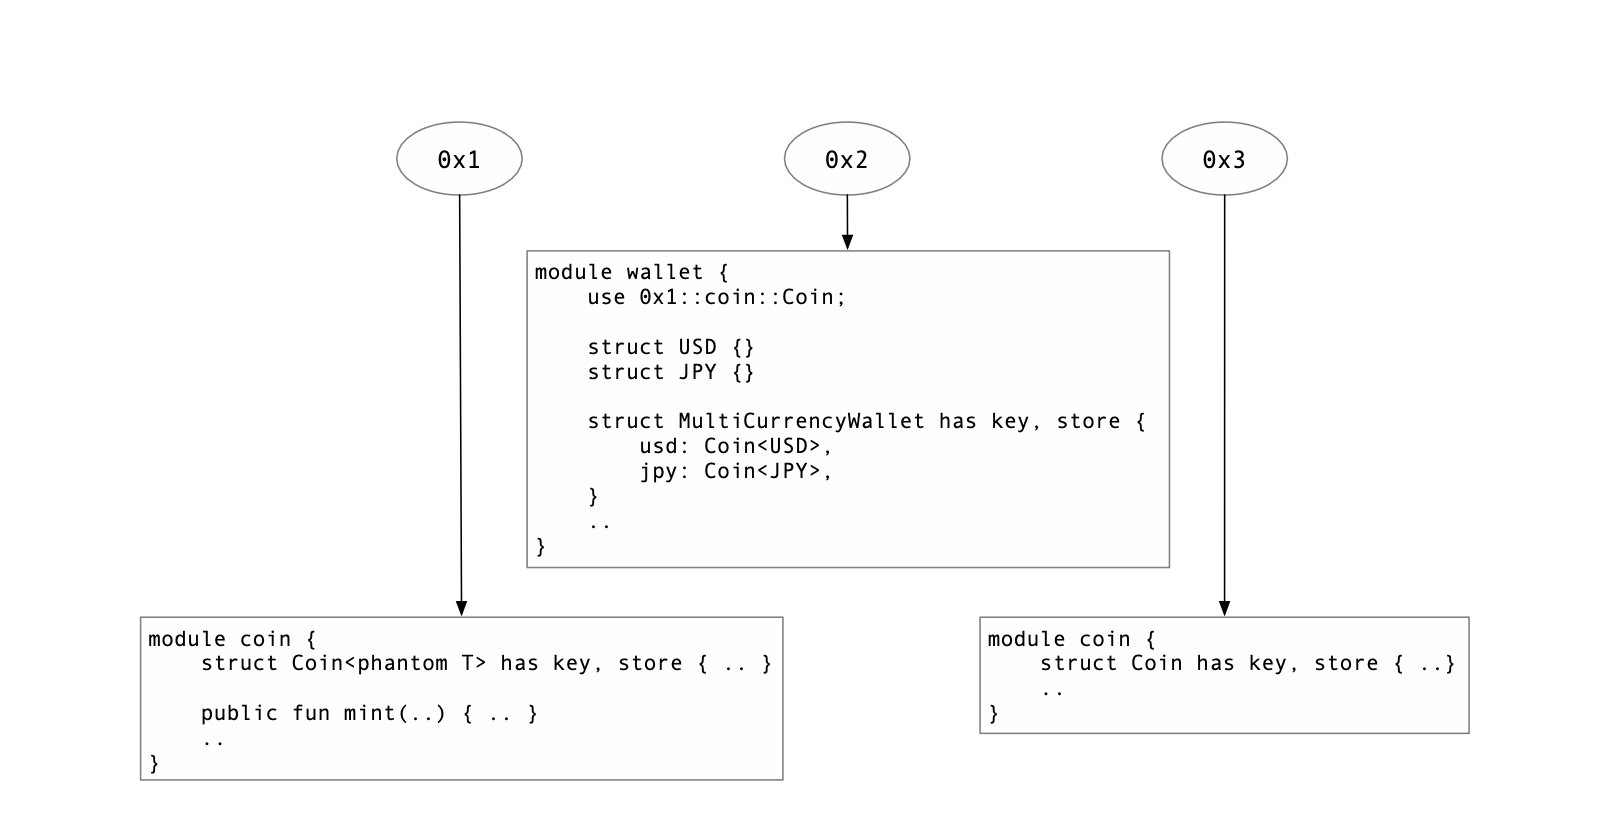 0x1
0x2
0x3
module wallet {
    use 0x1::coin::Coin;
    struct USD {}
    struct JPY {}
    struct MultiCurrencyWallet has key, store {
        usd: Coin<USD>,
        jpy: Coin<JPY>,
    }
    ..
}
module coin {
    struct Coin<phantom T> has key, store { .. }
    public fun mint(..) { .. }
    ..
}
module coin {
    struct Coin has key, store { ..}
    ..
}